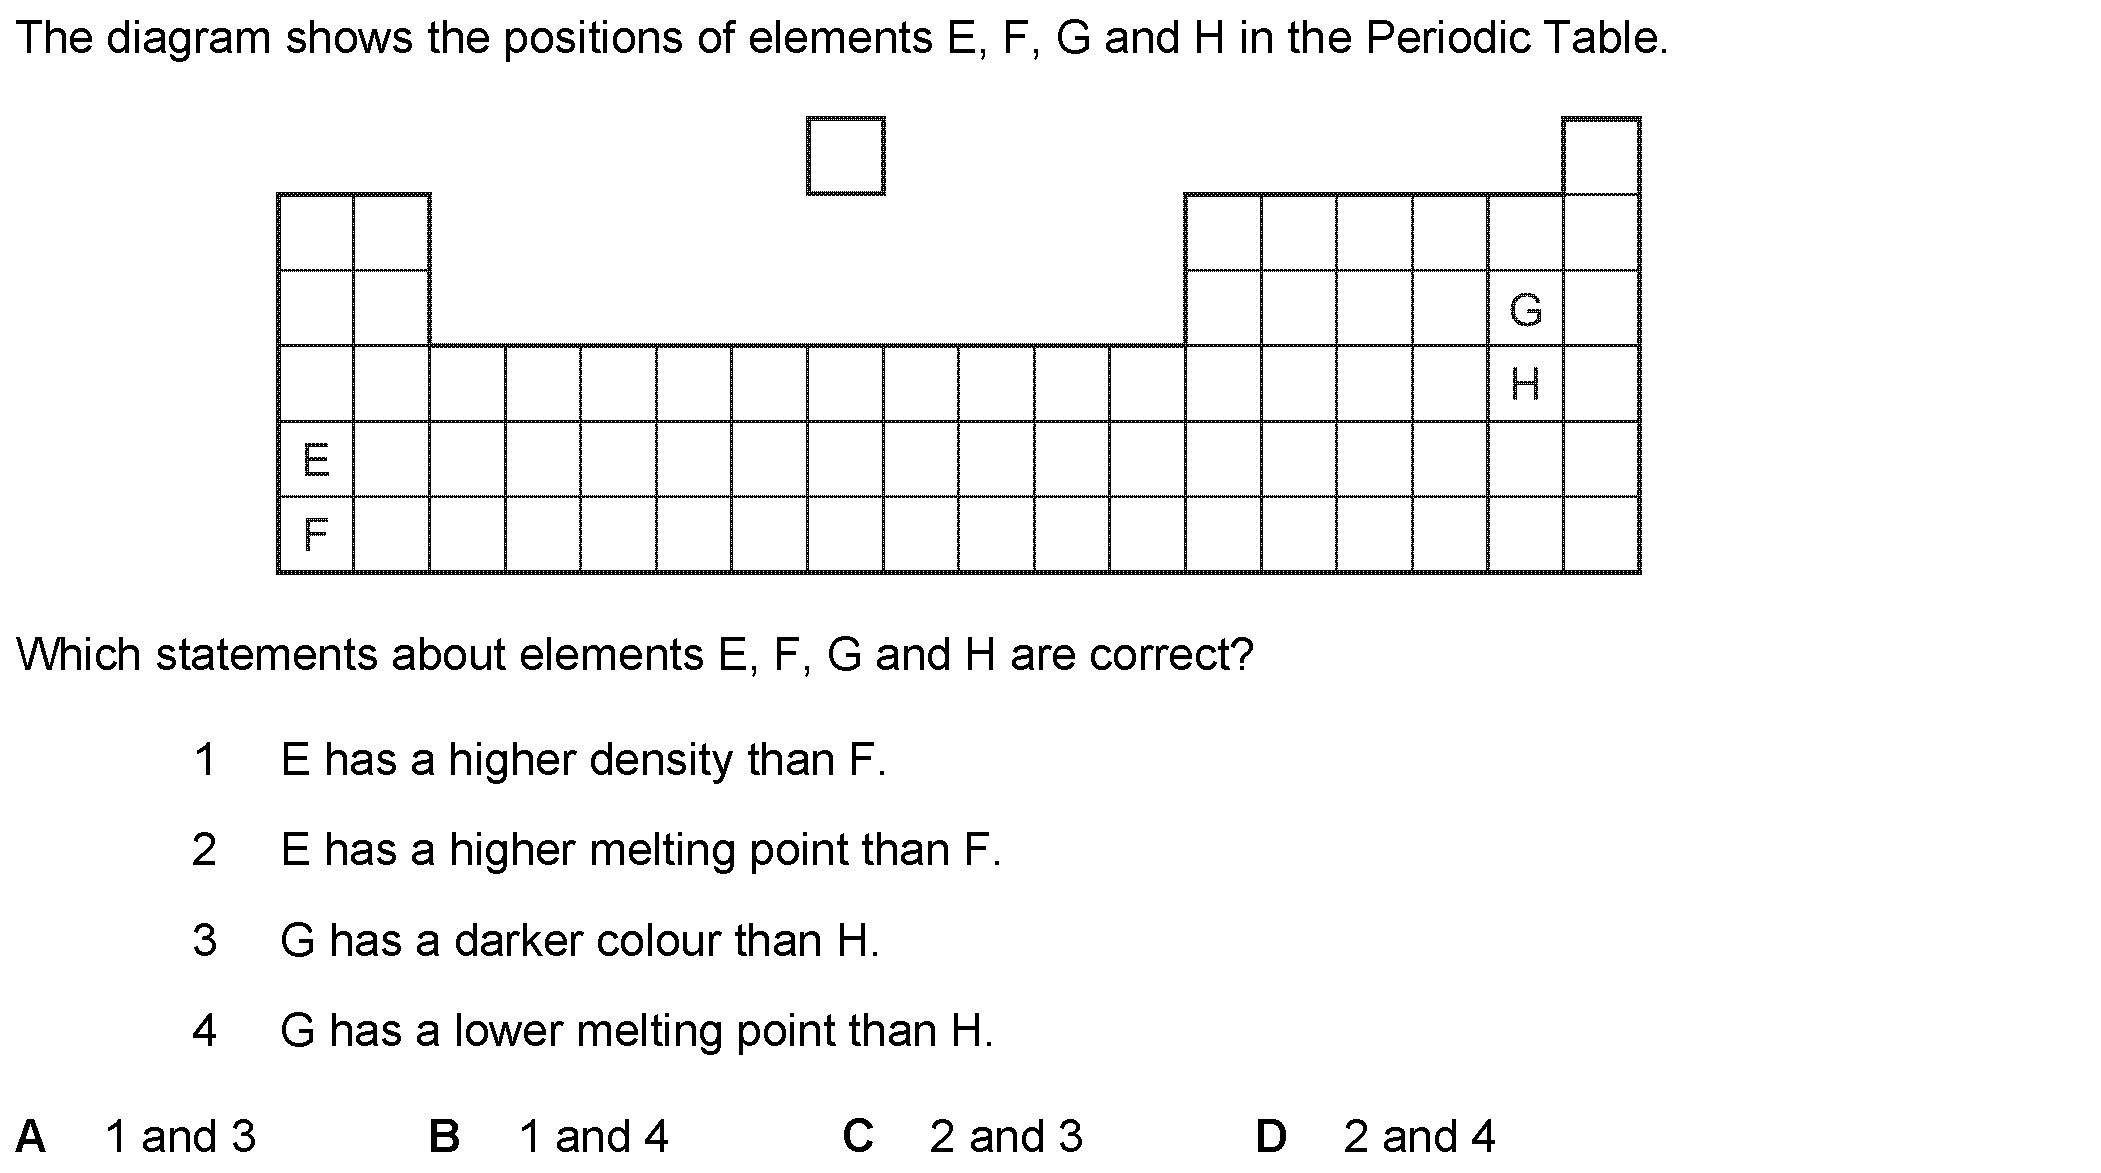 The diagram shows the positions of elements E, F, G and H in the Periodic Table.
G
H
E
F
Which statements about elements E, F, G and H are correct?
1 E has a higher density than F.
2 E has a higher melting point than F.
3 G has a darker colour than H.
4 G has a lower melting point than H.
A 1 and 3 B 1 and 4 C 2 and 3 D 2 and 4